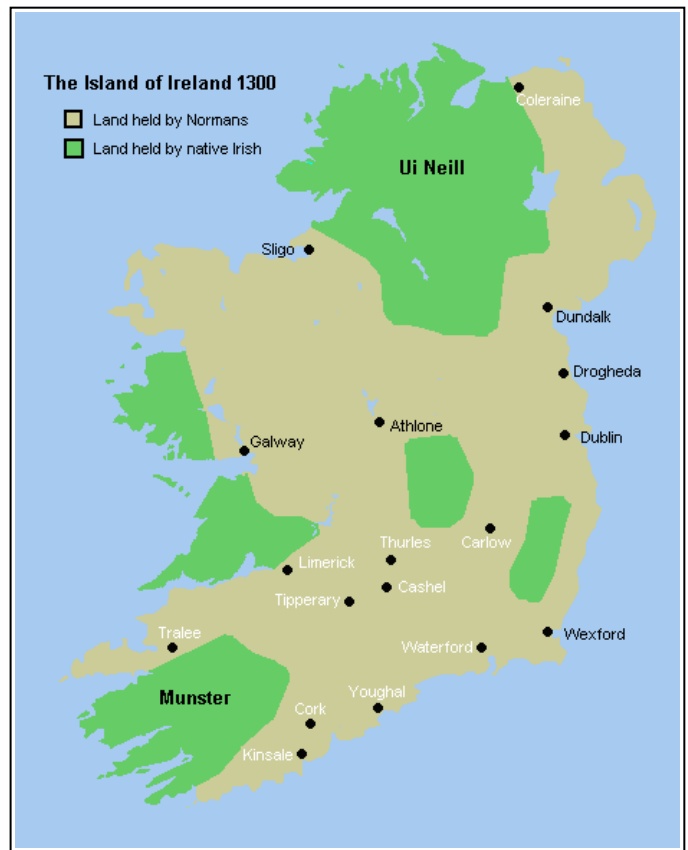 The Island of Ireland 1300
Land held by Normans
Land held by native Irish
Coleraine
Ui Neill
Sligo
Dundalk
Drogheda
Athlone
Dublin
Galway
Carlow
Thurles
Limerick
Cashel
Tipperary
Wexford
Tralee
Waterford
Munster
Youghal
Cork
Kinsale